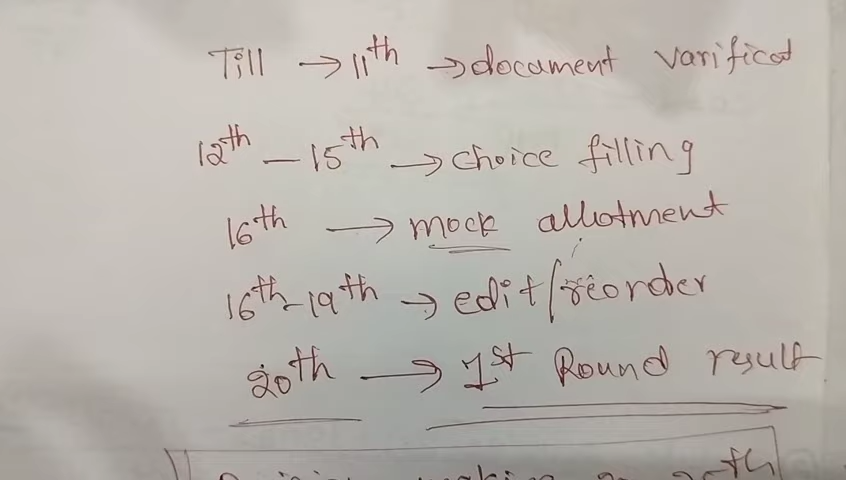 Till → 11th → document varificat
12th - 15th → choice filling
16th → mock allotment
16th-19th → edit/reorder
20th → 1st Round result